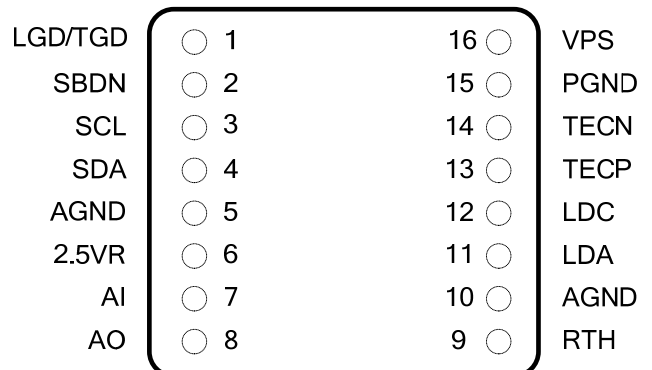 LGD/TGD 1 16 VPS
SBDN 2 15 PGND
SCL 3 14 TECN
SDA 4 13 TECP
AGND 5 12 LDC
2.5VR 6 11 LDA
AI 7 10 AGND
AO 8 9 RTH